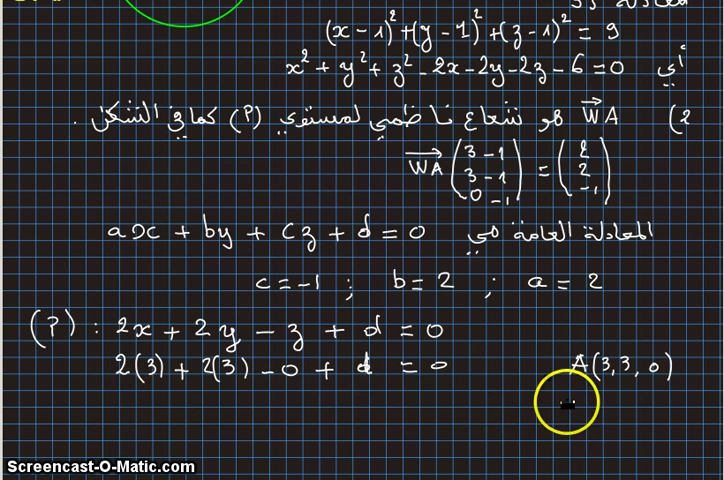 معادلة
(x - 1)² + (y - 1)² + (z - 1)² = 9
أي x² + y² + z² - 2x - 2y - 2z - 6 = 0
2) WA هو شعاع ناظمي لمستوي (P) كما في الشكل .
WA (3 - 1, 3 - 1, 0 - 1) = (2, 2, -1)
المعادلة العامة هي ax + by + cz + d = 0
a = 2 ; b = 2 ; c = -1
(P) : 2x + 2y - z + d = 0
2(3) + 2(3) - 0 + d = 0 A(3, 3, 0)
Screencast-O-Matic.com